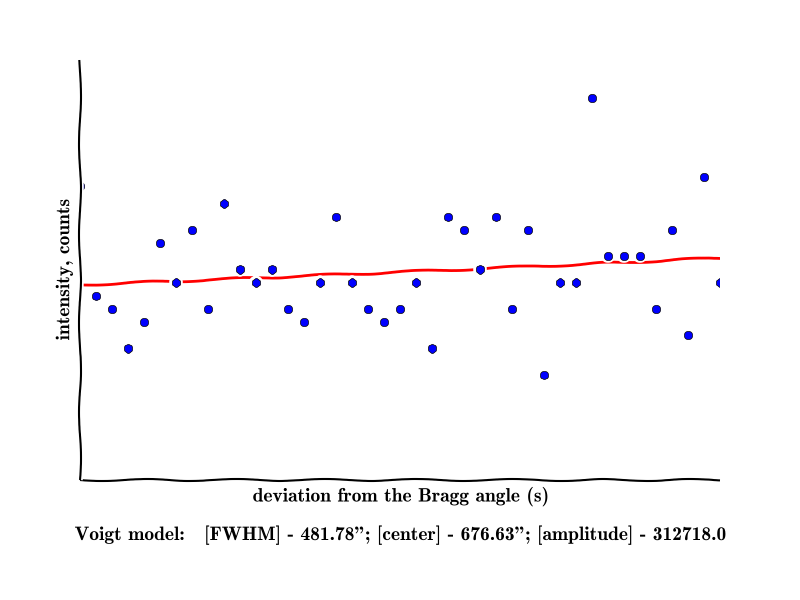 intensity, counts
deviation from the Bragg angle (s)
Voigt model: [FWHM] - 481.78”; [center] - 676.63”; [amplitude] - 312718.0